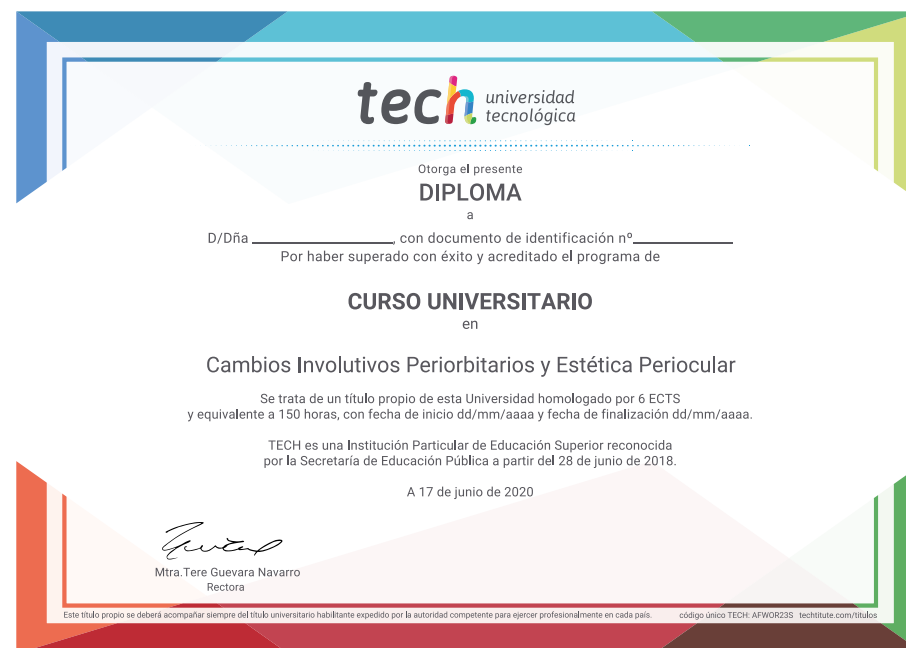 tech universidad
tecnológica
Otorga el presente
DIPLOMA
a
D/Dña ____________________, con documento de identificación nº______________
Por haber superado con éxito y acreditado el programa de
CURSO UNIVERSITARIO
en
Cambios Involutivos Periorbitarios y Estética Periocular
Se trata de un título propio de esta Universidad homologado por 6 ECTS
y equivalente a 150 horas, con fecha de inicio dd/mm/aaaa y fecha de finalización dd/mm/aaaa.
TECH es una Institución Particular de Educación Superior reconocida
por la Secretaría de Educación Pública a partir del 28 de junio de 2018.
A 17 de junio de 2020
Mtra.Tere Guevara Navarro
Rectora
Este título propio se deberá acompañar siempre del título universitario habilitante expedido por la autoridad competente para ejercer profesionalmente en cada país. código único TECH: AFWOR23S techtitute.com/titulos